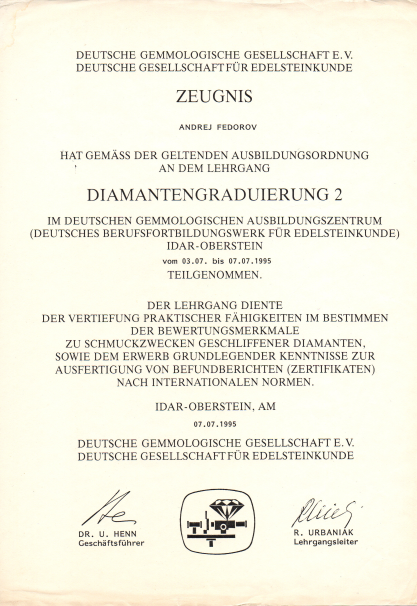 DEUTSCHE GEMMOLOGISCHE GESELLSCHAFT E. V.
DEUTSCHE GESELLSCHAFT FÜR EDELSTEINKUNDE
ZEUGNIS
ANDREJ FEDOROV
HAT GEMÄSS DER GELTENDEN AUSBILDUNGSORDNUNG
AN DEM LEHRGANG
DIAMANTENGRADUIERUNG 2
IM DEUTSCHEN GEMMOLOGISCHEN AUSBILDUNGSZENTRUM
(DEUTSCHES BERUFSFORTBILDUNGSWERK FÜR EDELSTEINKUNDE)
IDAR-OBERSTEIN
vom 03.07. bis 07.07.1995
TEILGENOMMEN.
DER LEHRGANG DIENTE
DER VERTIEFUNG PRAKTISCHER FÄHIGKEITEN IM BESTIMMEN
DER BEWERTUNGSMERKMALE
ZU SCHMUCKZWECKEN GESCHLIFFENER DIAMANTEN,
SOWIE DEM ERWERB GRUNDLEGENDER KENNTNISSE ZUR
AUSFERTIGUNG VON BEFUNDBERICHTEN (ZERTIFIKATEN)
NACH INTERNATIONALEN NORMEN.
IDAR-OBERSTEIN, AM
07.07.1995
DEUTSCHE GEMMOLOGISCHE GESELLSCHAFT E. V.
DEUTSCHE GESELLSCHAFT FÜR EDELSTEINKUNDE
DR. U. HENN
Geschäftsführer
R. URBANIAK
Lehrgangsleiter